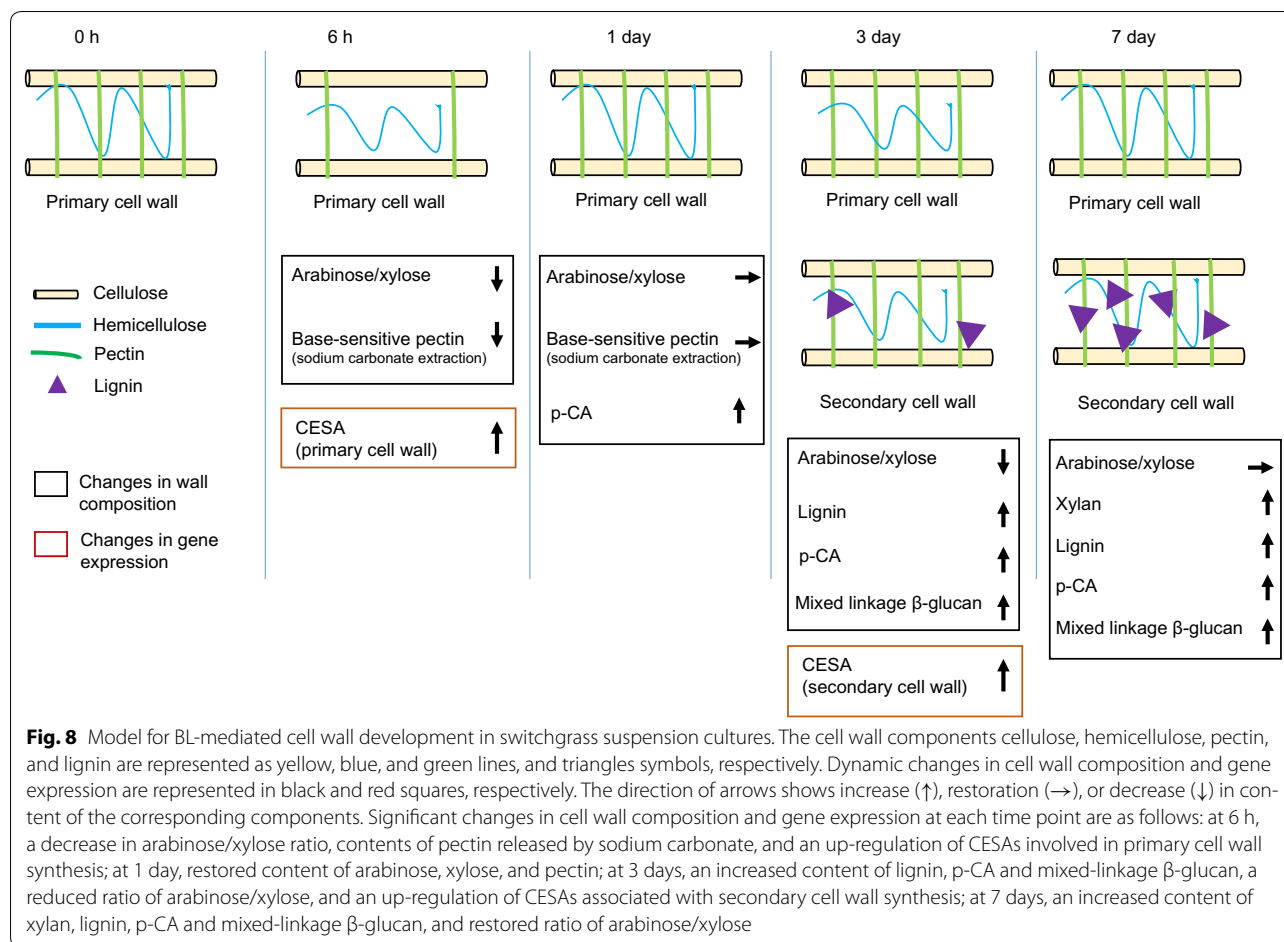 0 h
6 h
1 day
3 day
7 day
Primary cell wall
Primary cell wall
Primary cell wall
Primary cell wall
Primary cell wall
Cellulose
Hemicellulose
Pectin
Lignin
Changes in wall
composition
Changes in gene
expression
Arabinose/xylose ↓
Base-sensitive pectin ↓
(sodium carbonate extraction)
CESA ↑
(primary cell wall)
Arabinose/xylose →
Base-sensitive pectin →
(sodium carbonate extraction)
p-CA ↑
Secondary cell wall
Arabinose/xylose ↓
Lignin ↑
p-CA ↑
Mixed linkage β-glucan ↑
CESA ↑
(secondary cell wall)
Secondary cell wall
Arabinose/xylose →
Xylan ↑
Lignin ↑
p-CA ↑
Mixed linkage β-glucan ↑
Fig. 8 Model for BL-mediated cell wall development in switchgrass suspension cultures. The cell wall components cellulose, hemicellulose, pectin,
and lignin are represented as yellow, blue, and green lines, and triangles symbols, respectively. Dynamic changes in cell wall composition and gene
expression are represented in black and red squares, respectively. The direction of arrows shows increase (↑), restoration (→), or decrease (↓) in con-
tent of the corresponding components. Significant changes in cell wall composition and gene expression at each time point are as follows: at 6 h,
a decrease in arabinose/xylose ratio, contents of pectin released by sodium carbonate, and an up-regulation of CESAs involved in primary cell wall
synthesis; at 1 day, restored content of arabinose, xylose, and pectin; at 3 days, an increased content of lignin, p-CA and mixed-linkage β-glucan, a
reduced ratio of arabinose/xylose, and an up-regulation of CESAs associated with secondary cell wall synthesis; at 7 days, an increased content of
xylan, lignin, p-CA and mixed-linkage β-glucan, and restored ratio of arabinose/xylose